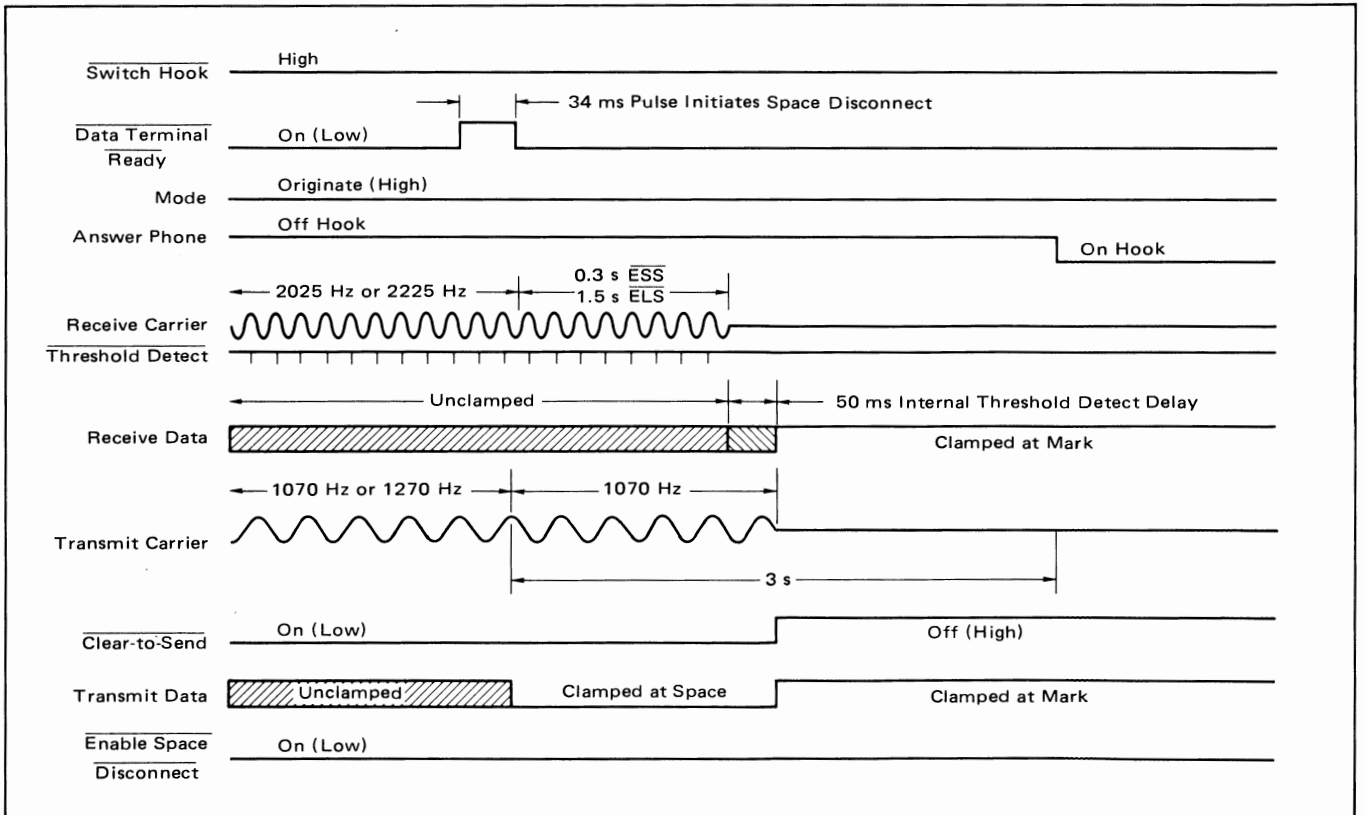 High
Switch Hook
34 ms Pulse Initiates Space Disconnect
Data Terminal
Ready
On (Low)
Originate (High)
Mode
Off Hook
Answer Phone
On Hook
0.3 s ESS
2025 Hz or 2225 Hz
1.5 s ELS
Receive Carrier
Threshold Detect
Unclamped
50 ms Internal Threshold Detect Delay
Receive Data
Clamped at Mark
1070 Hz or 1270 Hz
1070 Hz
Transmit Carrier
3 s
On (Low)
Off (High)
Clear-to-Send
Transmit Data
Unclamped
Clamped at Space
Clamped at Mark
Enable Space
Disconnect
On (Low)